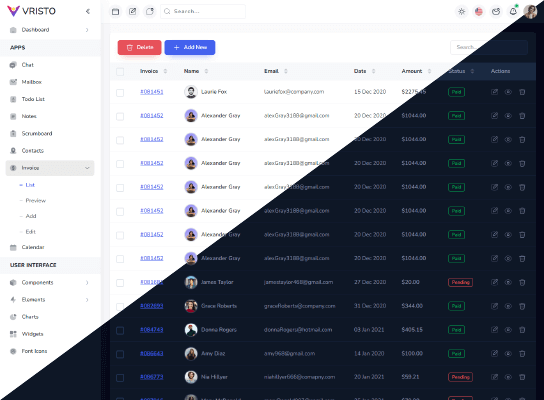 VRISTO
Search...
Dashboard
APPS
Chat
Mailbox
Todo List
Notes
Scrumboard
Contacts
Invoice
List
Preview
Add
Edit
Calendar
USER INTERFACE
Components
Elements
Charts
Widgets
Font Icons
Delete
Add New
Search...
Invoice Name Email Date Amount Status Actions
#081451 Laurie Fox lauriefox@company.com 15 Dec 2020 $2275.45 Paid
#081452 Alexander Gray alexGray3188@gmail.com 20 Dec 2020 $1044.00 Paid
#081452 Alexander Gray alexGray3188@gmail.com 20 Dec 2020 $1044.00 Paid
#081452 Alexander Gray alexGray3188@gmail.com 20 Dec 2020 $1044.00 Paid
#081452 Alexander Gray alexGray3188@gmail.com 20 Dec 2020 $1044.00 Paid
#081452 Alexander Gray alexGray3188@gmail.com 20 Dec 2020 $1044.00 Paid
#081452 Alexander Gray alexGray3188@gmail.com 20 Dec 2020 $1044.00 Paid
#081452 Alexander Gray alexGray3188@gmail.com 20 Dec 2020 $1044.00 Paid
James Taylor jamestaylor468@gmail.com 27 Dec 2020 $20.00 Pending
#082693 Grace Roberts graceRoberts@company.com 31 Dec 2020 $344.00 Paid
#084743 Donna Rogers donnaRogers@hotmail.com 03 Jan 2021 $405.15 Paid
#086643 Amy Diaz amy968@gmail.com 14 Jan 2020 $100.00 Paid
#086773 Nia Hillyer niahillyer666@comapny.com 20 Jan 2021 $59.21 Pending